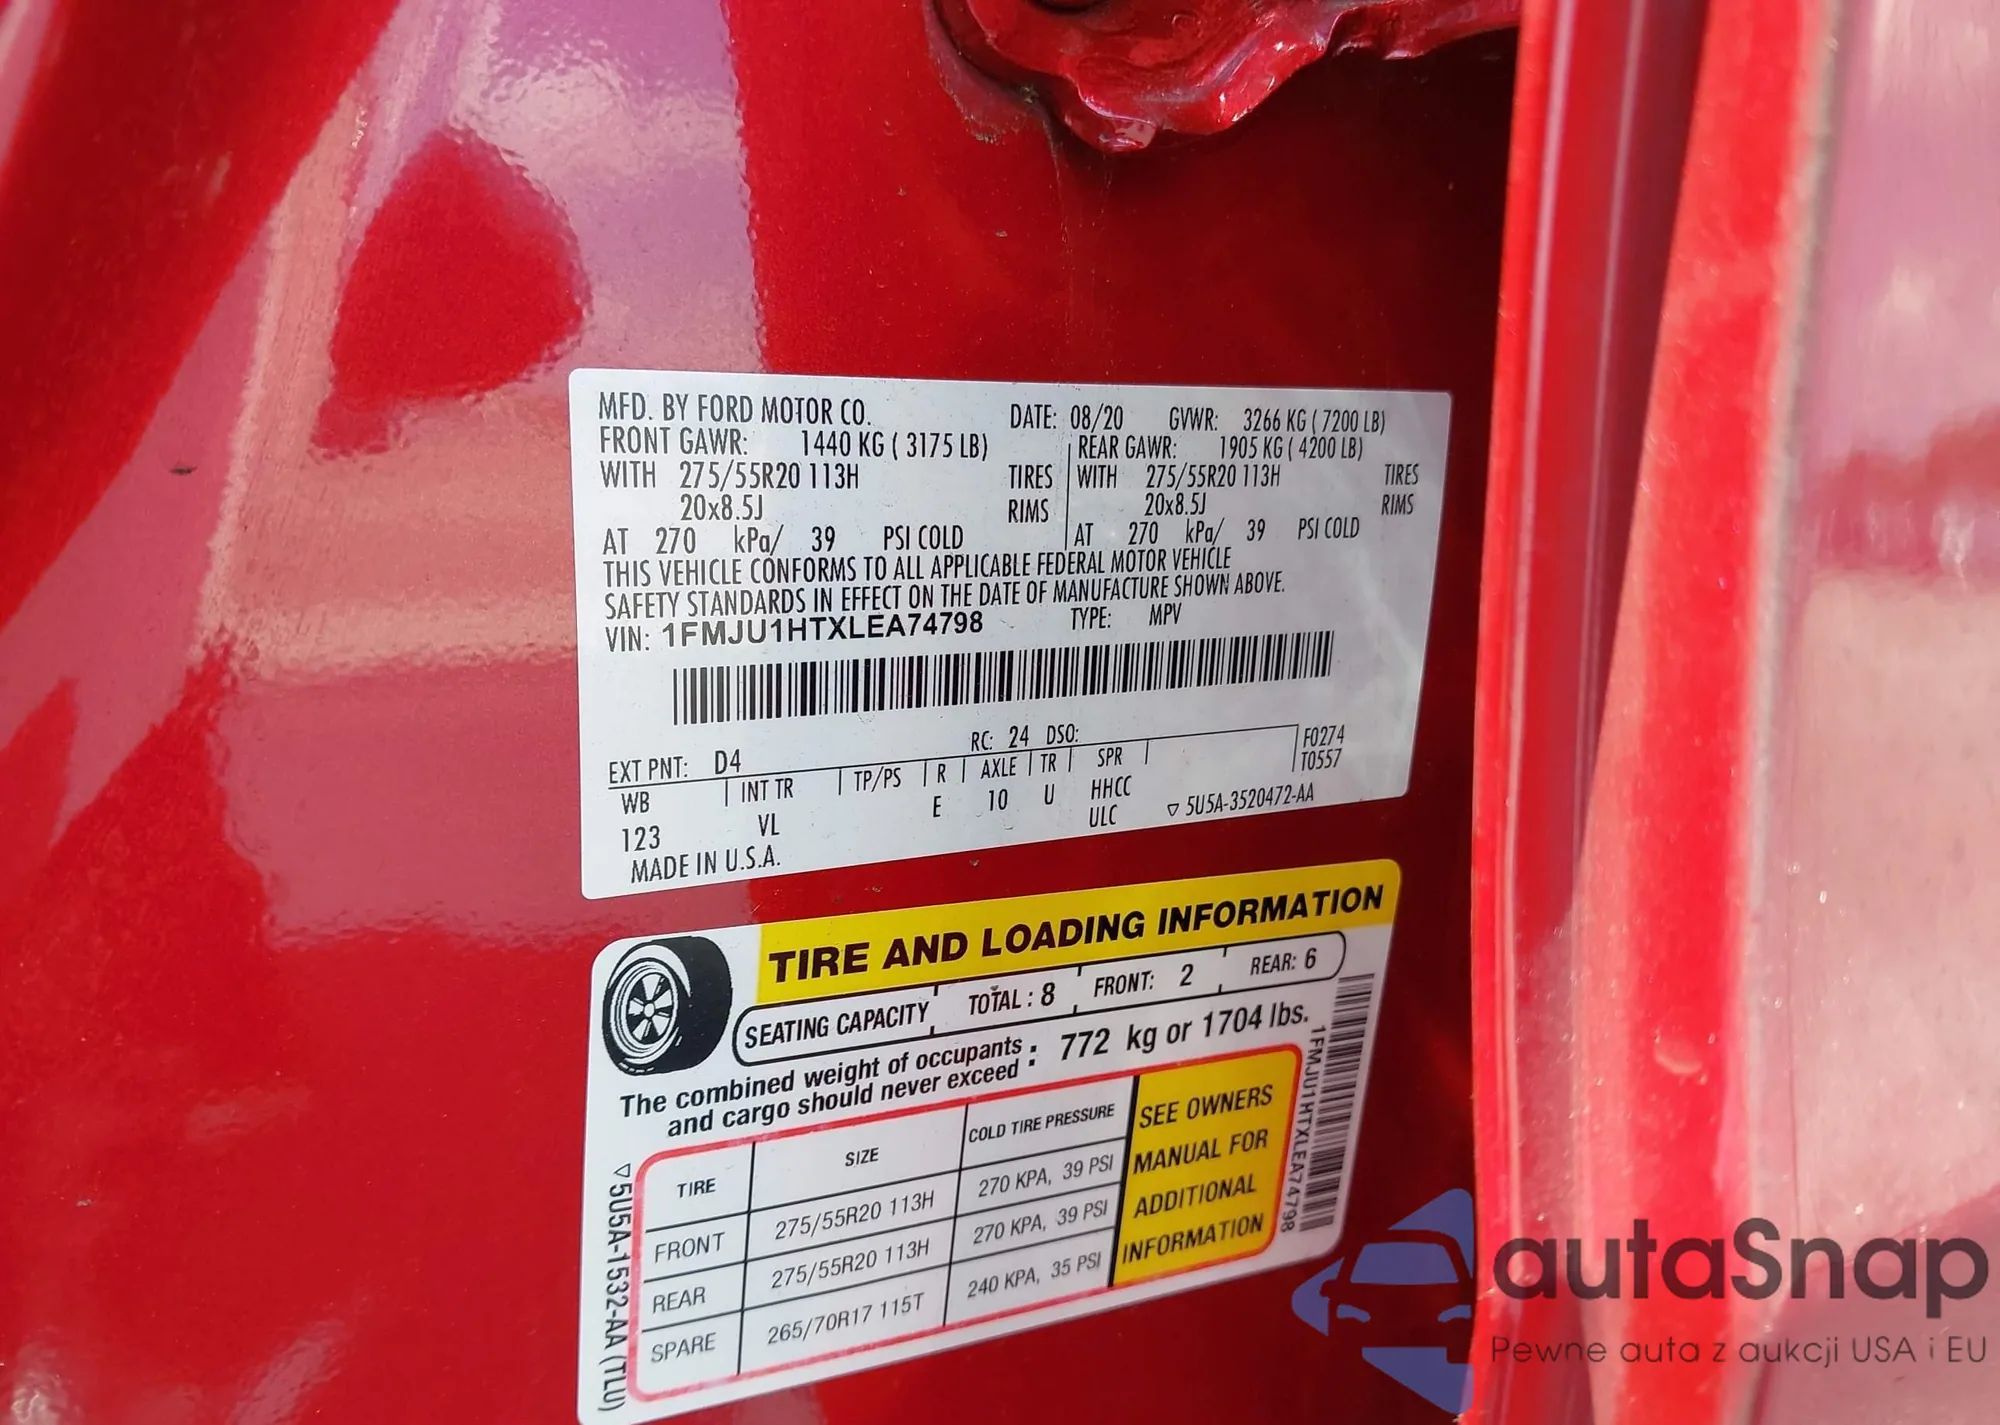 MFD. BY FORD MOTOR CO. DATE: 08/20 GVWR: 3266 KG ( 7200 LB)
FRONT GAWR: 1440 KG ( 3175 LB) REAR GAWR: 1905 KG ( 4200 LB)
WITH 275/55R20 113H TIRES WITH 275/55R20 113H TIRES
20x8.5J RIMS 20x8.5J RIMS
AT 270 kPa/ 39 PSI COLD AT 270 kPa/ 39 PSI COLD
THIS VEHICLE CONFORMS TO ALL APPLICABLE FEDERAL MOTOR VEHICLE
SAFETY STANDARDS IN EFFECT ON THE DATE OF MANUFACTURE SHOWN ABOVE.
VIN: 1FMJU1HTXLEA74798 TYPE: MPV
EXT PNT: D4 RC: 24 DSO: F0274
WB INT TR TP/PS R AXLE TR SPR T0557
123 VL E 10 U HHCC
ULC ▽ 5U5A-3520472-AA
MADE IN U.S.A.
TIRE AND LOADING INFORMATION
SEATING CAPACITY TOTAL : 8 FRONT: 2 REAR: 6
The combined weight of occupants
and cargo should never exceed : 772 kg or 1704 lbs.
TIRE SIZE COLD TIRE PRESSURE
FRONT 275/55R20 113H 270 KPA, 39 PSI
REAR 275/55R20 113H 270 KPA, 39 PSI
SPARE 265/70R17 115T 240 KPA, 35 PSI
SEE OWNERS
MANUAL FOR
ADDITIONAL
INFORMATION
1FMJU1HTXLEA74798
▽5U5A-1532-AA (TLU)
autaSnap
Pewne auta z aukcji USA i EU